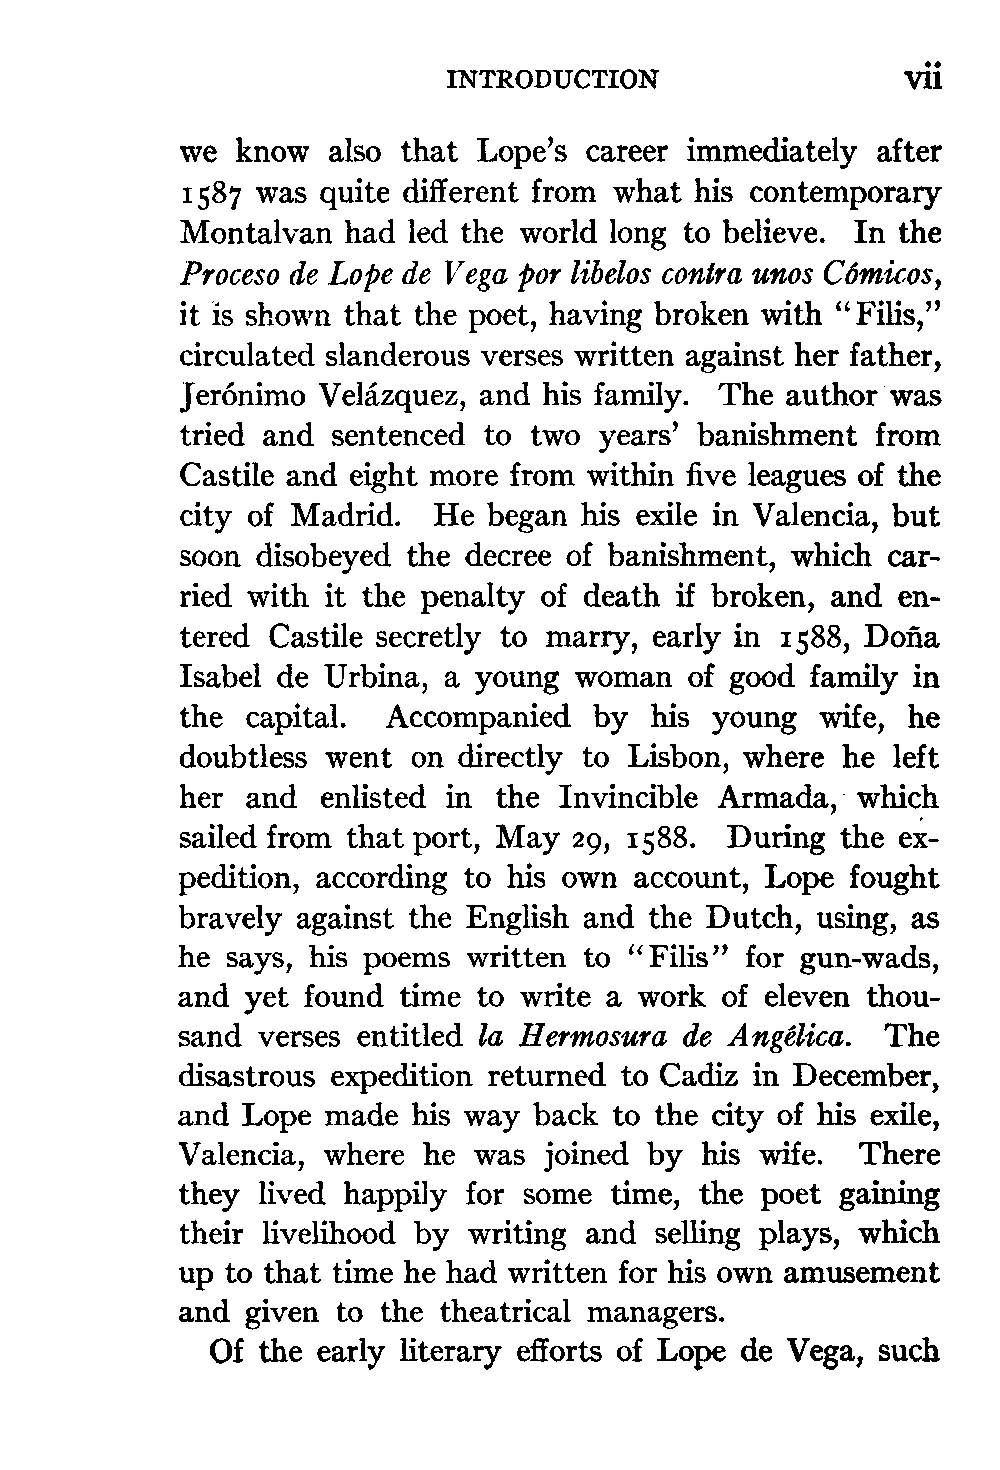 INTRODUCTION vii
we know also that Lope's career immediately after
1587 was quite different from what his contemporary
Montalvan had led the world long to believe. In the
Proceso de Lope de Vega por libelos contra unos Cómicos,
it is shown that the poet, having broken with "Filis,"
circulated slanderous verses written against her father,
Jerónimo Velázquez, and his family. The author was
tried and sentenced to two years' banishment from
Castile and eight more from within five leagues of the
city of Madrid. He began his exile in Valencia, but
soon disobeyed the decree of banishment, which car-
ried with it the penalty of death if broken, and en-
tered Castile secretly to marry, early in 1588, Doña
Isabel de Urbina, a young woman of good family in
the capital. Accompanied by his young wife, he
doubtless went on directly to Lisbon, where he left
her and enlisted in the Invincible Armada, which
sailed from that port, May 29, 1588. During the ex-
pedition, according to his own account, Lope fought
bravely against the English and the Dutch, using, as
he says, his poems written to "Filis" for gun-wads,
and yet found time to write a work of eleven thou-
sand verses entitled la Hermosura de Angélica. The
disastrous expedition returned to Cadiz in December,
and Lope made his way back to the city of his exile,
Valencia, where he was joined by his wife. There
they lived happily for some time, the poet gaining
their livelihood by writing and selling plays, which
up to that time he had written for his own amusement
and given to the theatrical managers.
Of the early literary efforts of Lope de Vega, such